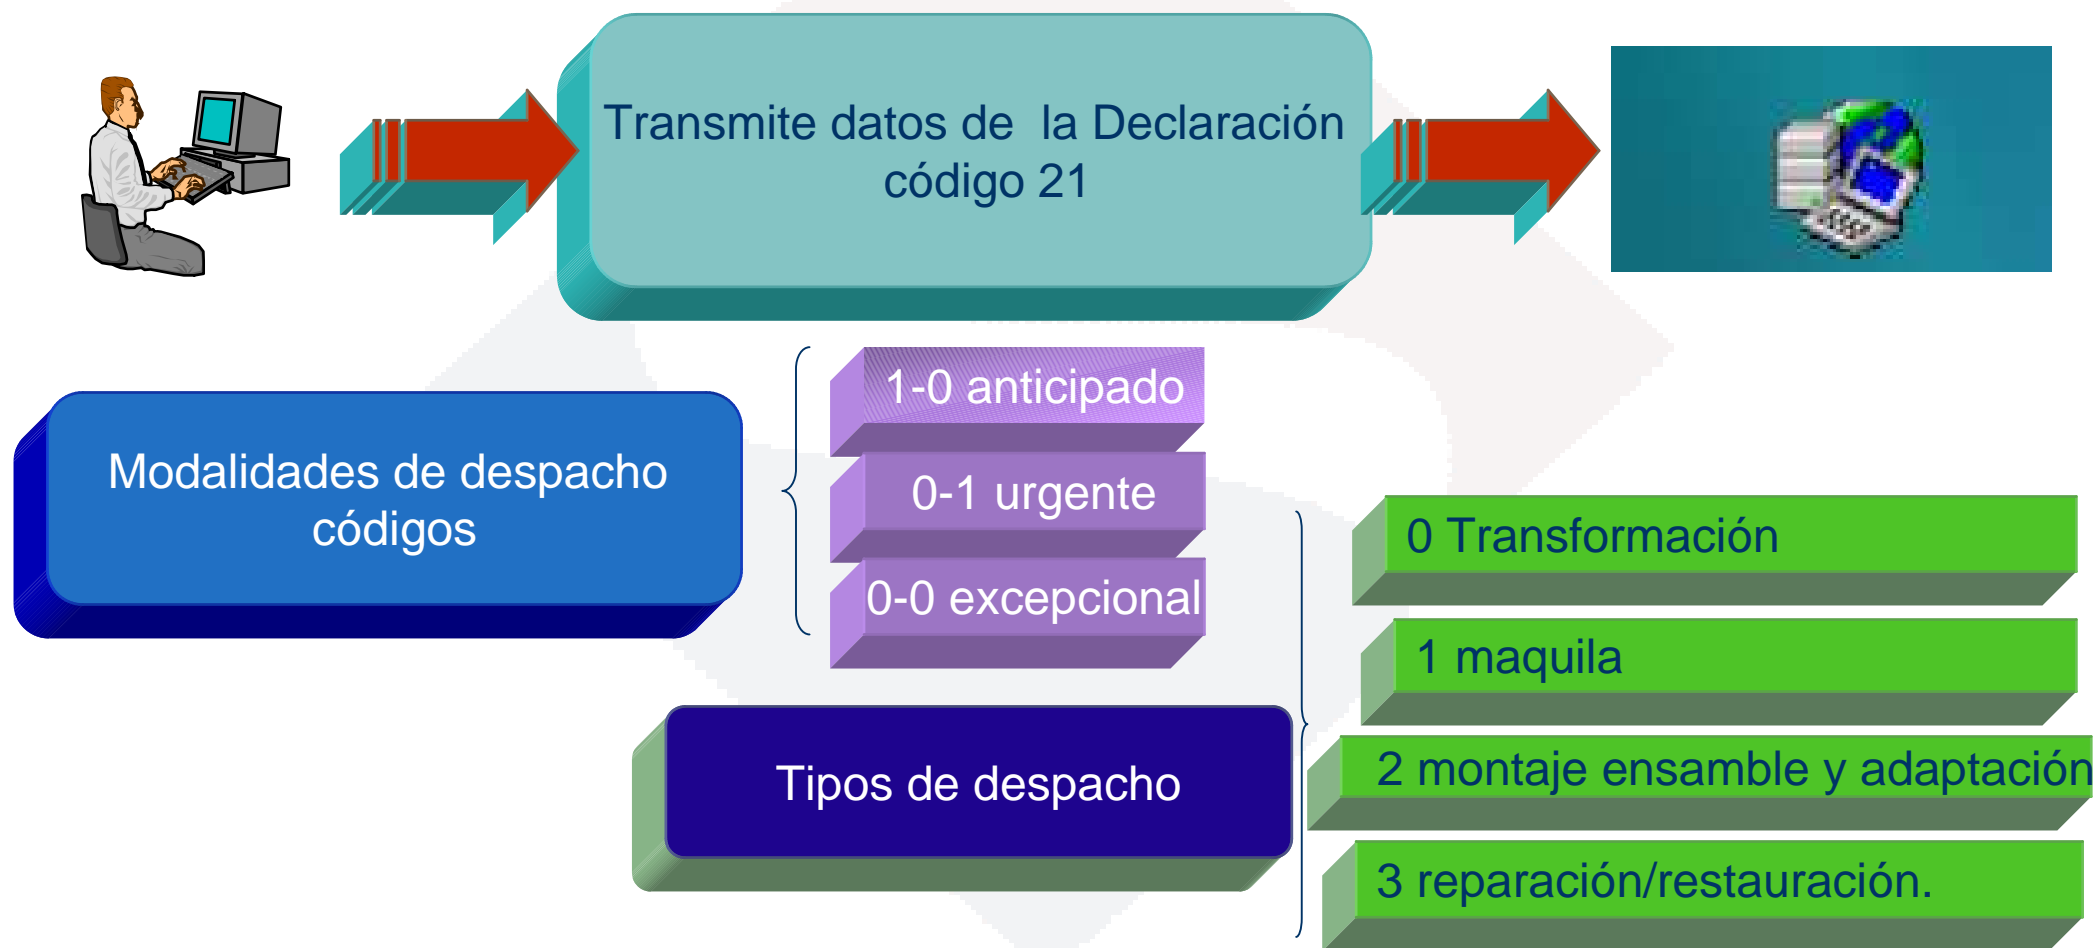 Transmite datos de la Declaración
código 21
Modalidades de despacho
códigos
1-0 anticipado
0-1 urgente
0-0 excepcional
Tipos de despacho
0 Transformación
1 maquila
2 montaje ensamble y adaptación
3 reparación/restauración.